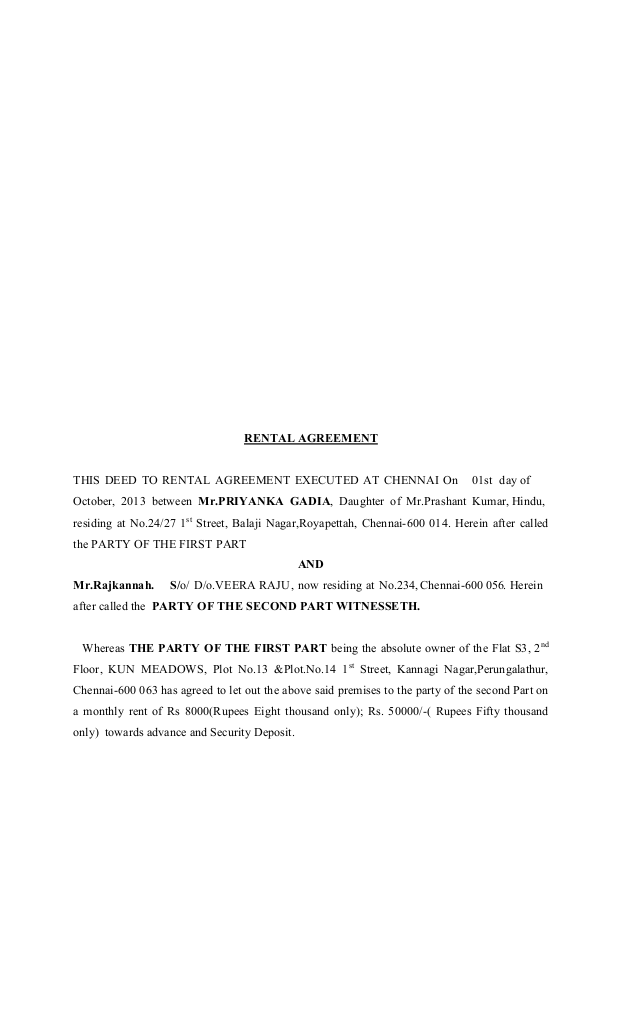 RENTAL AGREEMENT
THIS DEED TO RENTAL AGREEMENT EXECUTED AT CHENNAI On 01st day of
October, 2013 between Mr.PRIYANKA GADIA, Daughter of Mr.Prashant Kumar, Hindu,
residing at No.24/27 1st Street, Balaji Nagar,Royapettah, Chennai-600 014. Herein after called
the PARTY OF THE FIRST PART
AND
Mr.Rajkannah. S/o/ D/o.VEERA RAJU, now residing at No.234, Chennai-600 056. Herein
after called the PARTY OF THE SECOND PART WITNESSETH.
Whereas THE PARTY OF THE FIRST PART being the absolute owner of the Flat S3, 2nd
Floor, KUN MEADOWS, Plot No.13 &Plot.No.14 1st Street, Kannagi Nagar,Perungalathur,
Chennai-600 063 has agreed to let out the above said premises to the party of the second Part on
a monthly rent of Rs 8000(Rupees Eight thousand only); Rs. 50000/-( Rupees Fifty thousand
only) towards advance and Security Deposit.